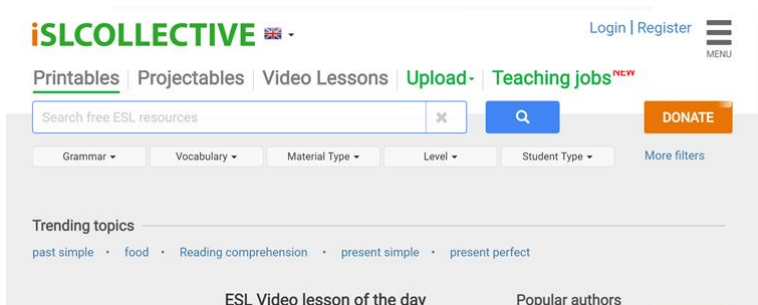 iSLCOLLECTIVE
Login | Register
MENU
Printables | Projectables | Video Lessons | Upload | Teaching jobs NEW
Search free ESL resources
DONATE
Grammar Vocabulary Material Type Level Student Type More filters
Trending topics
past simple · food · Reading comprehension · present simple · present perfect
ESL Video lesson of the day Popular authors